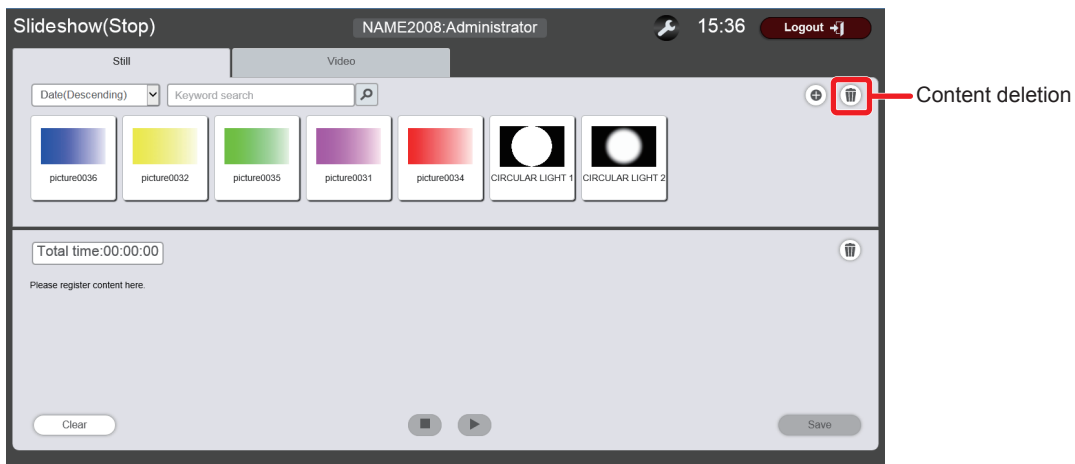 Slideshow(Stop)
NAME2008:Administrator
15:36
Logout
Still
Video
Date(Descending)
Keyword search
Content deletion
picture0036
picture0032
picture0035
picture0031
picture0034
CIRCULAR LIGHT 1
CIRCULAR LIGHT 2
Total time:00:00:00
Please register content here.
Clear
Save